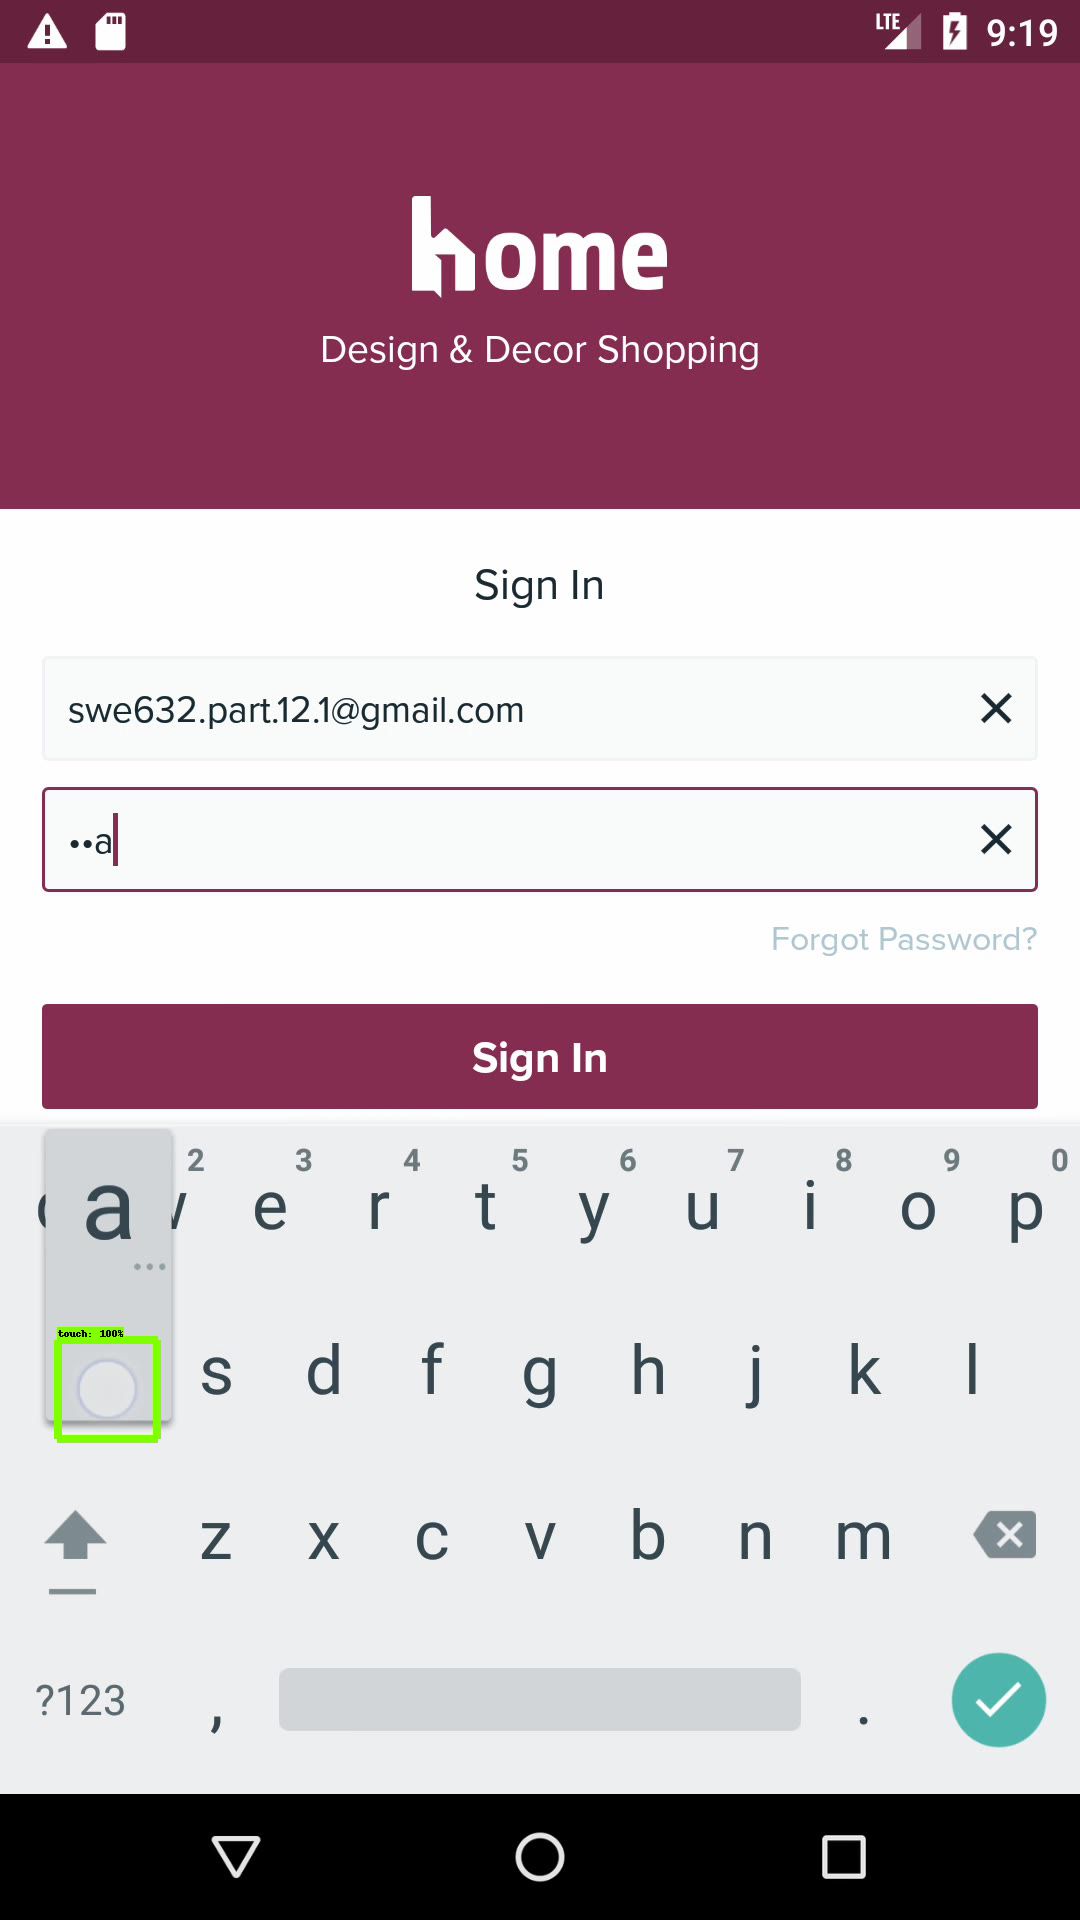 LTE 9:19
home
Design & Decor Shopping
Sign In
swe632.part.12.1@gmail.com
••a
Forgot Password?
Sign In
2 3 4 5 6 7 8 9 0
a e r t y u i o p
touch: 100%
s d f g h j k l
z x c v b n m
?123 , .